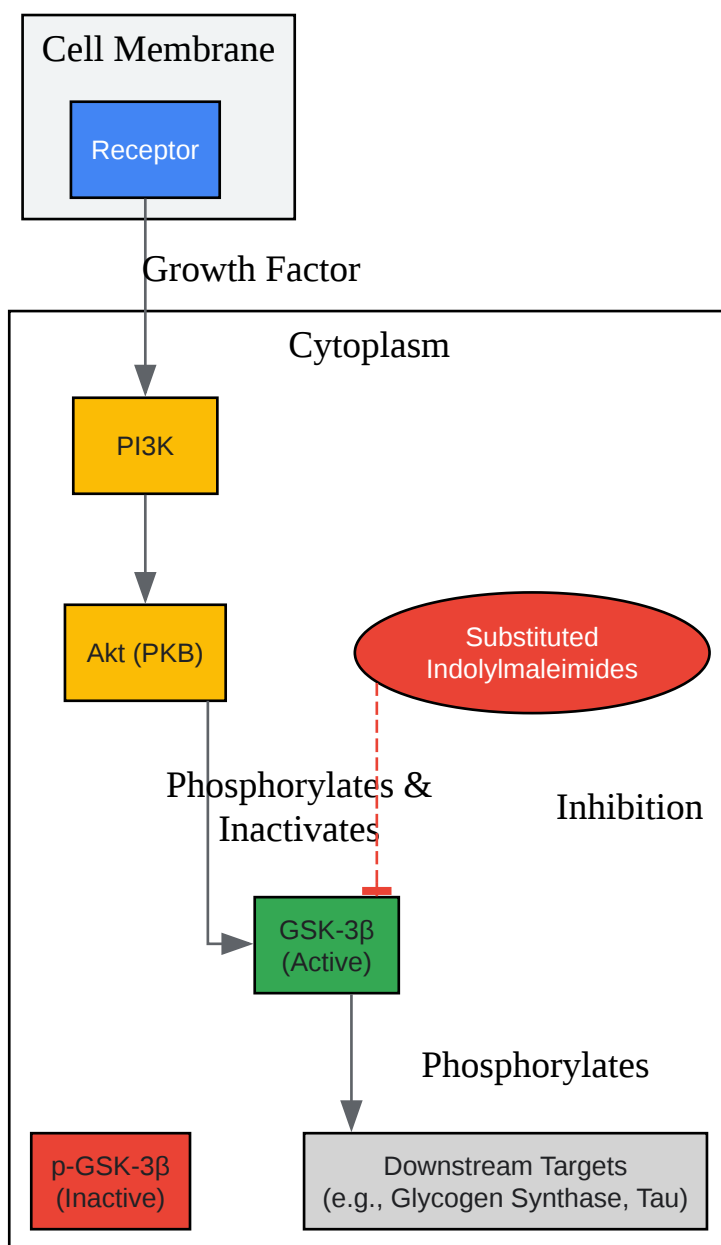 Cell Membrane
Receptor
Growth Factor
Cytoplasm
PI3K
Akt (PKB)
Substituted
Indolylmaleimides
Phosphorylates &
Inactivates
Inhibition
GSK-3β
(Active)
Phosphorylates
p-GSK-3β
(Inactive)
Downstream Targets
(e.g., Glycogen Synthase, Tau)